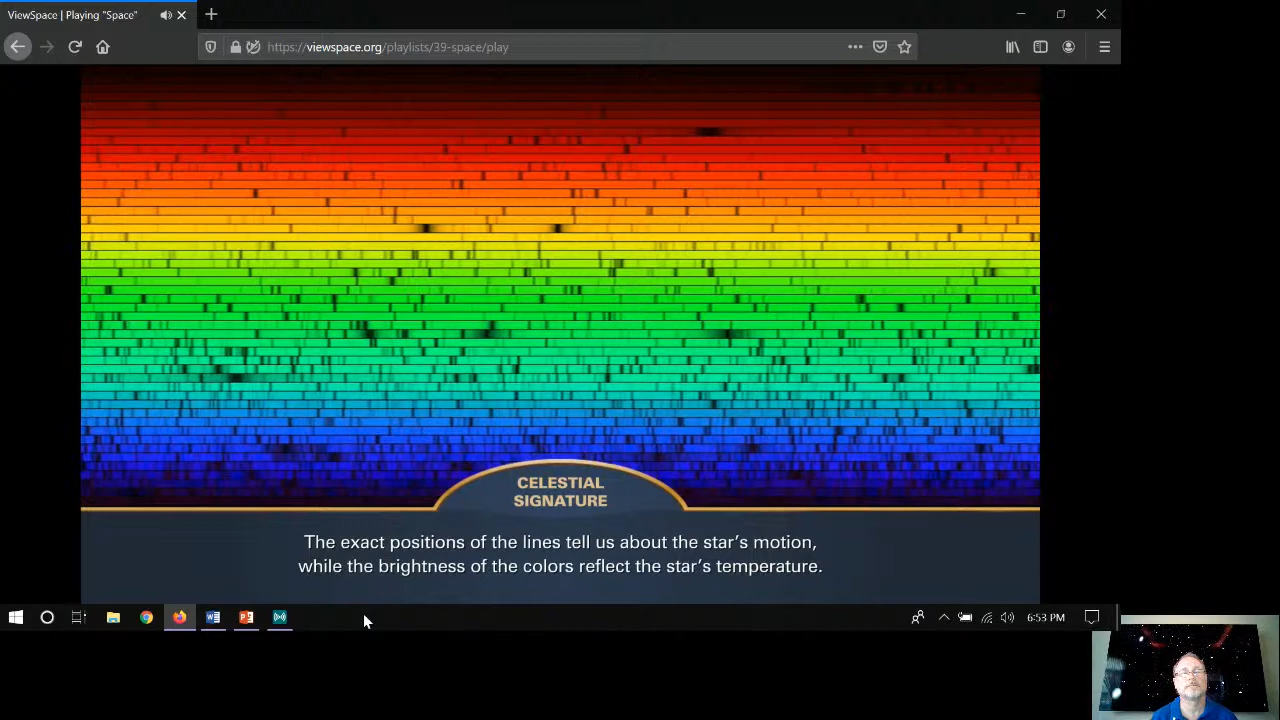 ViewSpace | Playing "Space"
https://viewspace.org/playlists/39-space/play
CELESTIAL
SIGNATURE
The exact positions of the lines tell us about the star's motion,
while the brightness of the colors reflect the star's temperature.
6:53 PM